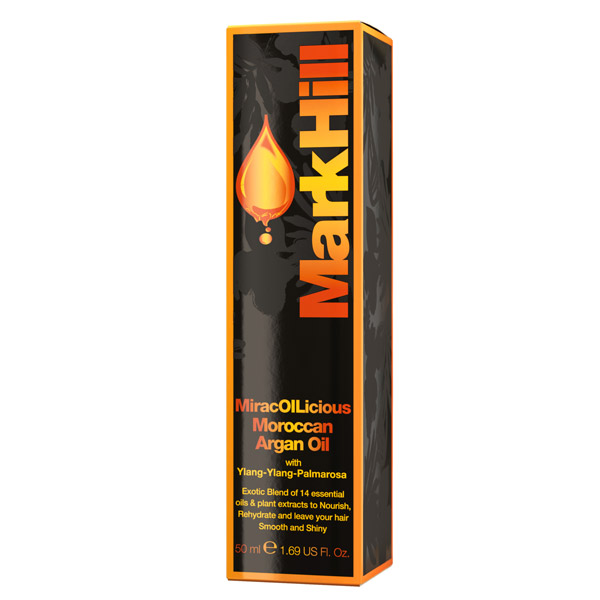 MarkHill
MiracOILicious
Moroccan
Argan Oil
with
Ylang-Ylang-Palmarosa
Exotic Blend of 14 essential
oils & plant extracts to Nourish,
Rehydrate and leave your hair
Smooth and Shiny
50 ml ℮ 1.69 US Fl. Oz.